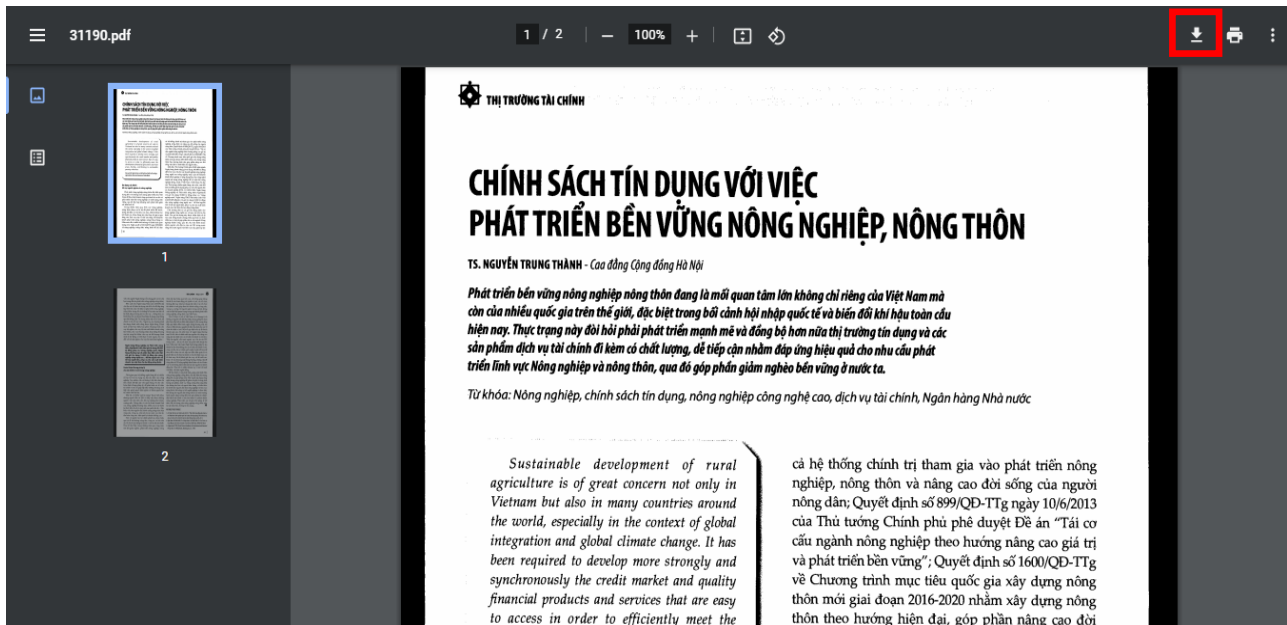 31190.pdf
1 / 2
100%
1
2
THỊ TRƯỜNG TÀI CHÍNH
CHÍNH SÁCH TÍN DỤNG VỚI VIỆC
PHÁT TRIỂN BỀN VỮNG NÔNG NGHIỆP, NÔNG THÔN
TS. NGUYỄN TRUNG THÀNH - Cao đẳng Cộng đồng Hà Nội
Phát triển bền vững nông nghiệp nông thôn đang là mối quan tâm lớn không chỉ riêng của Việt Nam mà
còn của nhiều quốc gia trên thế giới, đặc biệt trong bối cảnh hội nhập quốc tế và biến đổi khí hậu toàn cầu
hiện nay. Thực trạng này đòi hỏi phải phát triển mạnh mẽ và đồng bộ hơn nữa thị trường tín dụng và các
sản phẩm dịch vụ tài chính đi kèm có chất lượng, dễ tiếp cận nhằm đáp ứng hiệu quả cho nhu cầu phát
triển lĩnh vực Nông nghiệp và nông thôn, qua đó góp phần giảm nghèo bền vững ở nước ta.
Từ khóa: Nông nghiệp, chính sách tín dụng, nông nghiệp công nghệ cao, dịch vụ tài chính, Ngân hàng Nhà nước
Sustainable development of rural
agriculture is of great concern not only in
Vietnam but also in many countries around
the world, especially in the context of global
integration and global climate change. It has
been required to develop more strongly and
synchronously the credit market and quality
financial products and services that are easy
to access in order to efficiently meet the
cả hệ thống chính trị tham gia vào phát triển nông
nghiệp, nông thôn và nâng cao đời sống của người
nông dân; Quyết định số 899/QĐ-TTg ngày 10/6/2013
của Thủ tướng Chính phủ phê duyệt Đề án “Tái cơ
cấu ngành nông nghiệp theo hướng nâng cao giá trị
và phát triển bền vững”; Quyết định số 1600/QĐ-TTg
về Chương trình mục tiêu quốc gia xây dựng nông
thôn mới giai đoạn 2016-2020 nhằm xây dựng nông
thôn theo hướng hiện đại, góp phần nâng cao đời